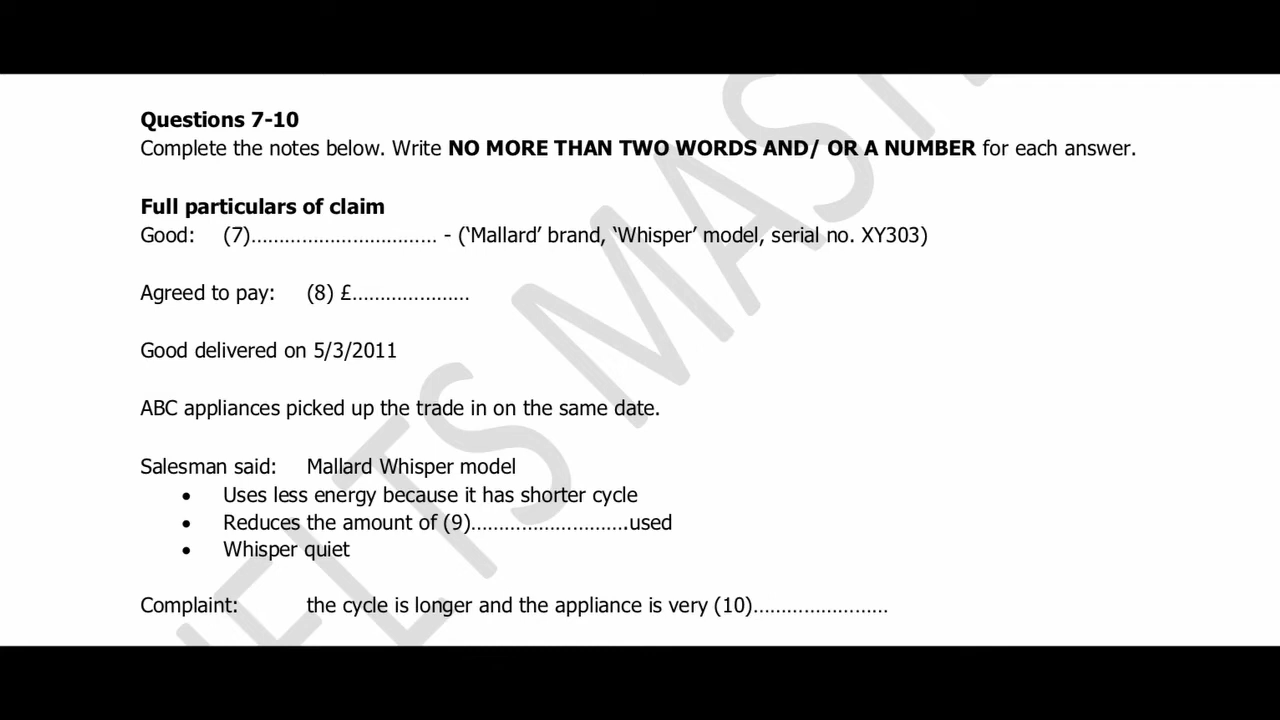 Questions 7-10
Complete the notes below. Write NO MORE THAN TWO WORDS AND/ OR A NUMBER for each answer.
Full particulars of claim
Good: (7)................................. - (‘Mallard’ brand, ‘Whisper’ model, serial no. XY303)
Agreed to pay: (8) £.....................
Good delivered on 5/3/2011
ABC appliances picked up the trade in on the same date.
Salesman said: Mallard Whisper model
• Uses less energy because it has shorter cycle
• Reduces the amount of (9)............................used
• Whisper quiet
Complaint: the cycle is longer and the appliance is very (10)........................
IELTS MAST